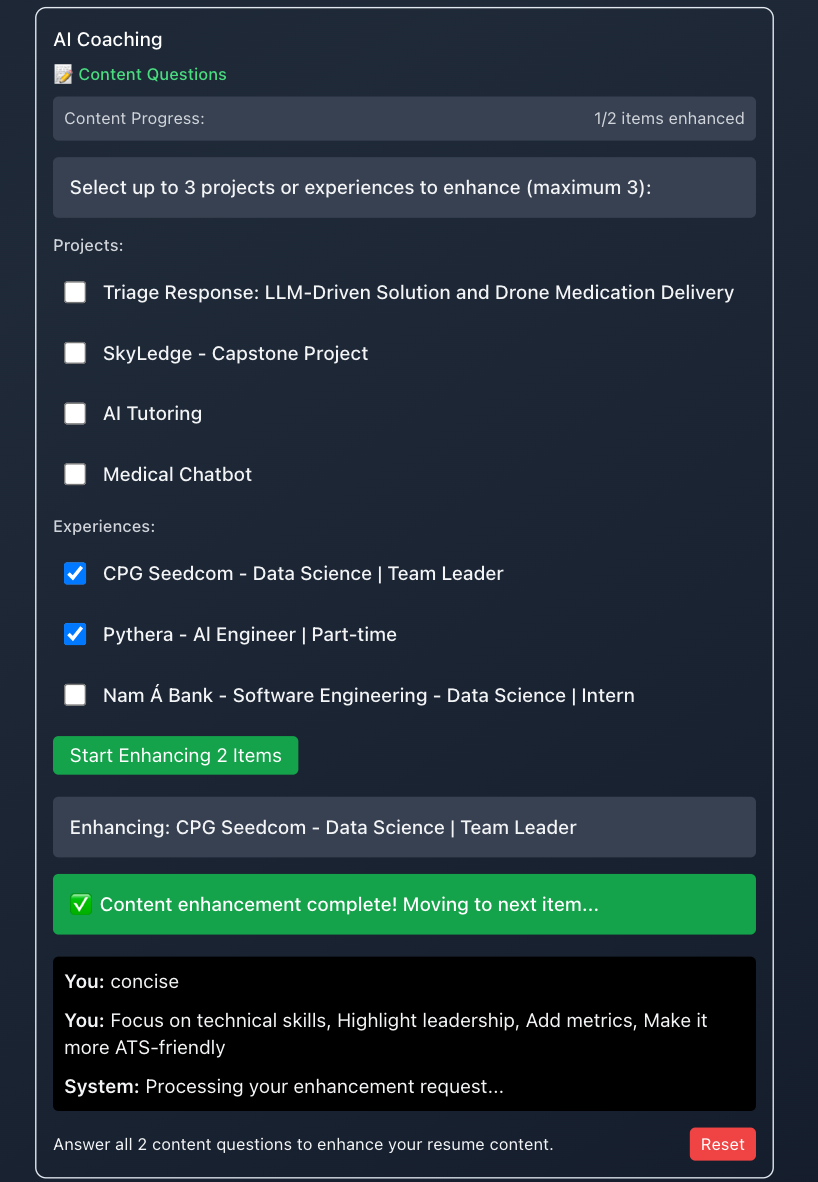 AI Coaching
📝 Content Questions
Content Progress: 1/2 items enhanced
Select up to 3 projects or experiences to enhance (maximum 3):
Projects:
Triage Response: LLM-Driven Solution and Drone Medication Delivery
SkyLedge - Capstone Project
AI Tutoring
Medical Chatbot
Experiences:
CPG Seedcom - Data Science | Team Leader
Pythera - AI Engineer | Part-time
Nam Á Bank - Software Engineering - Data Science | Intern
Start Enhancing 2 Items
Enhancing: CPG Seedcom - Data Science | Team Leader
✅ Content enhancement complete! Moving to next item...
You: concise
You: Focus on technical skills, Highlight leadership, Add metrics, Make it
more ATS-friendly
System: Processing your enhancement request...
Answer all 2 content questions to enhance your resume content. Reset